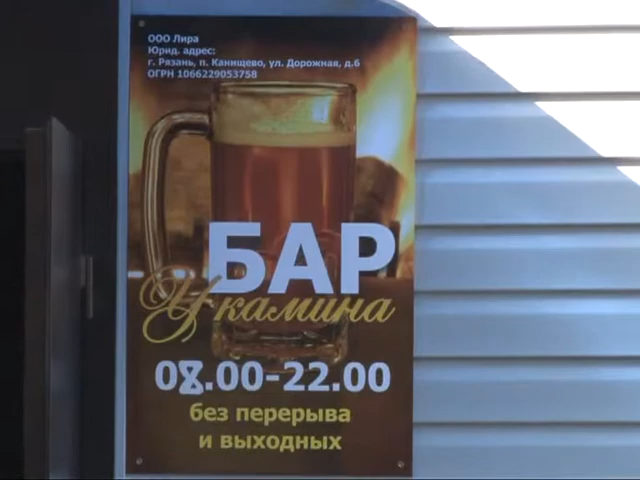 ООО Лира
Юрид. адрес:
г. Рязань, п. Канищево, ул. Дорожная, д.6
ОГРН 1066229053758
БАР
У камина
08.00-22.00
без перерыва
и выходных